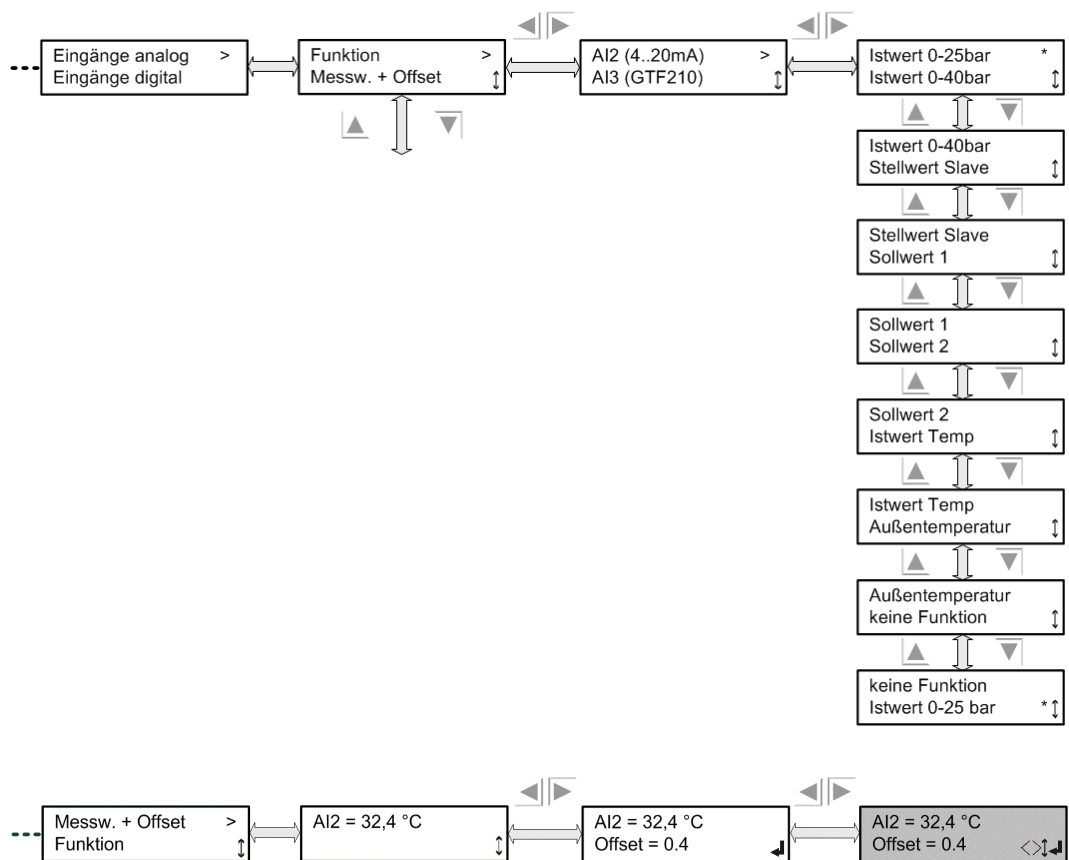 Eingänge analog >
Eingänge digital
Funktion >
Messw. + Offset
AI2 (4..20mA) >
AI3 (GTF210)
Istwert 0-25bar *
Istwert 0-40bar
Istwert 0-40bar
Stellwert Slave
Stellwert Slave
Sollwert 1
Sollwert 1
Sollwert 2
Sollwert 2
Istwert Temp
Istwert Temp
Außentemperatur
Außentemperatur
keine Funktion
keine Funktion
Istwert 0-25 bar *
Messw. + Offset >
Funktion
AI2 = 32,4 °C
AI2 = 32,4 °C
Offset = 0.4
AI2 = 32,4 °C
Offset = 0.4 <>